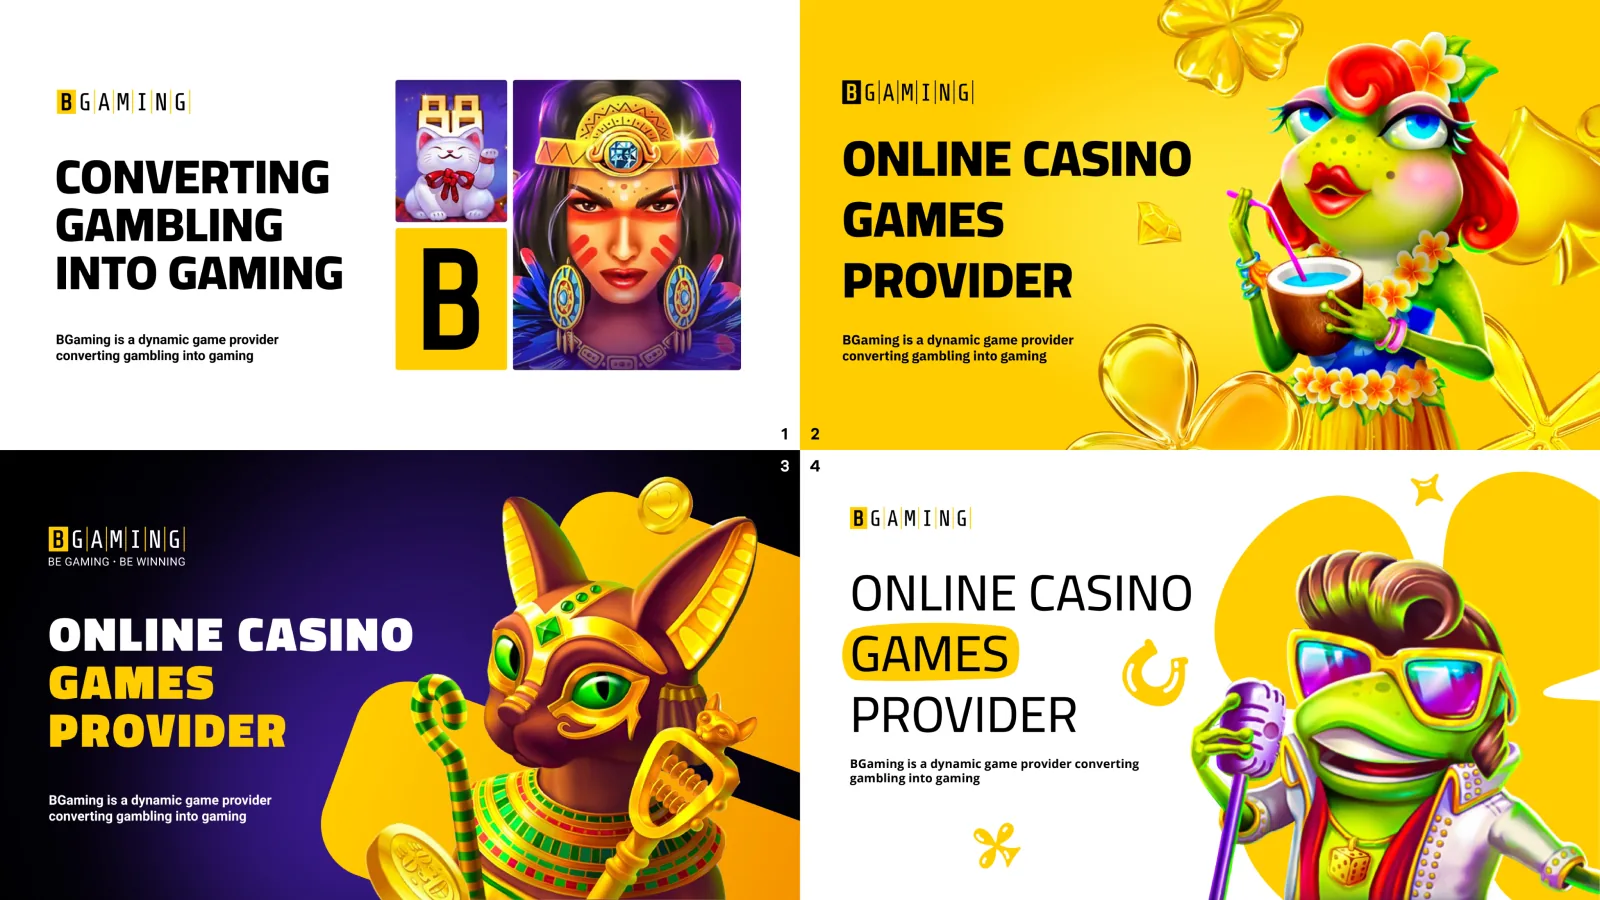 BGAMING
CONVERTING
GAMBLING
INTO GAMING
BGaming is a dynamic game provider
converting gambling into gaming
88
B
1
BGAMING
ONLINE CASINO
GAMES
PROVIDER
BGaming is a dynamic game provider
converting gambling into gaming
2
3
BGAMING
BE GAMING · BE WINNING
ONLINE CASINO
GAMES
PROVIDER
BGaming is a dynamic game provider
converting gambling into gaming
4
BGAMING
ONLINE CASINO
GAMES
PROVIDER
BGaming is a dynamic game provider converting
gambling into gaming